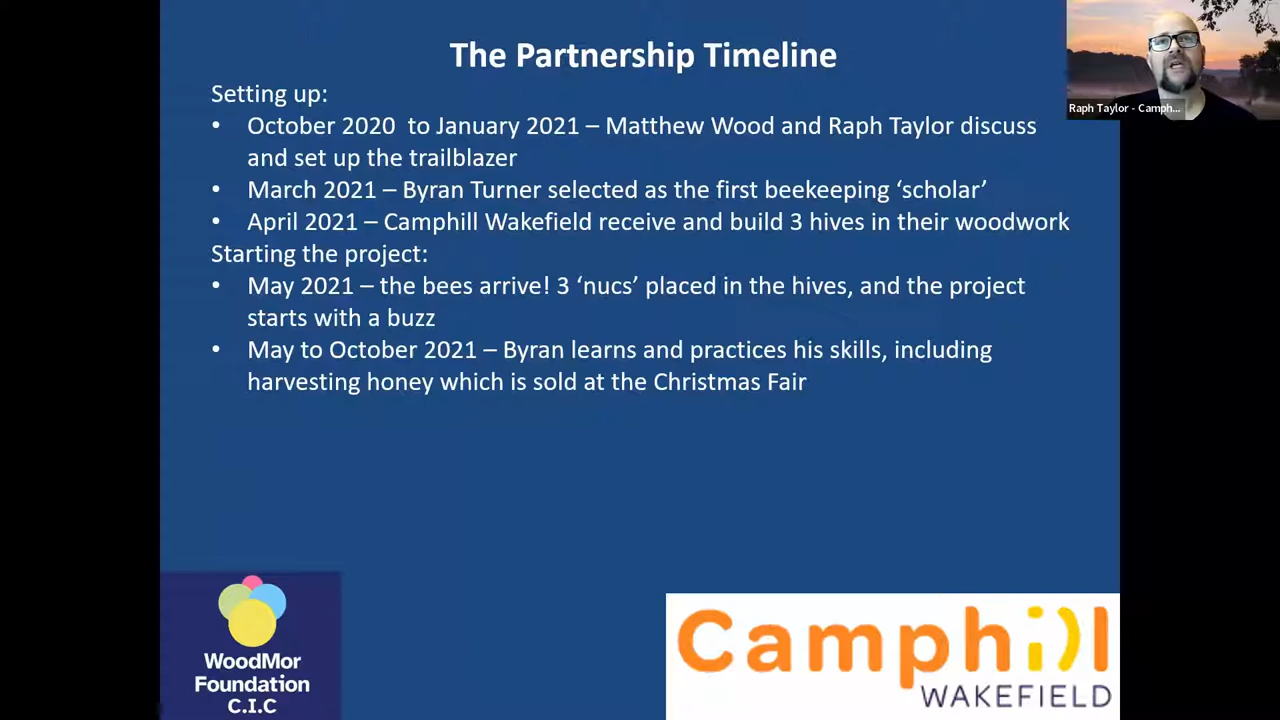 The Partnership Timeline
Raph Taylor - Camph...
Setting up:
• October 2020 to January 2021 – Matthew Wood and Raph Taylor discuss
and set up the trailblazer
• March 2021 – Byran Turner selected as the first beekeeping ‘scholar’
• April 2021 – Camphill Wakefield receive and build 3 hives in their woodwork
Starting the project:
• May 2021 – the bees arrive! 3 ‘nucs’ placed in the hives, and the project
starts with a buzz
• May to October 2021 – Byran learns and practices his skills, including
harvesting honey which is sold at the Christmas Fair
WoodMor
Foundation
C.I.C
Camphill
WAKEFIELD